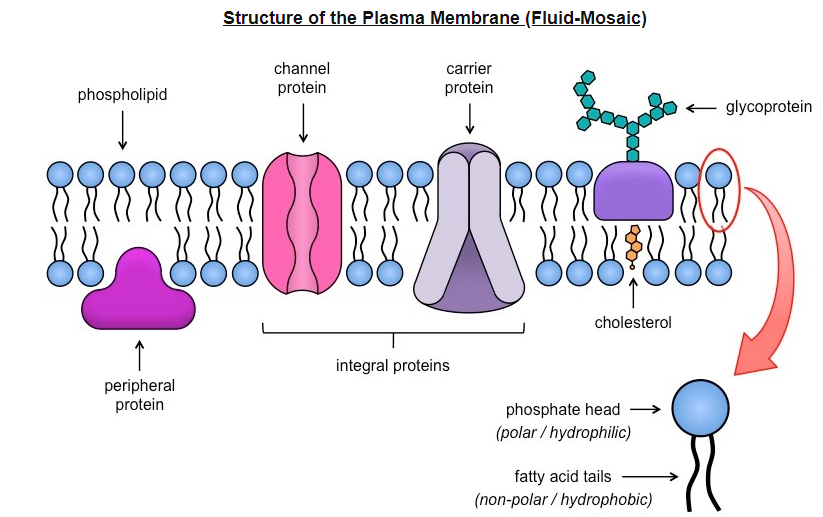 Structure of the Plasma Membrane (Fluid-Mosaic)
phospholipid
channel
protein
carrier
protein
glycoprotein
peripheral
protein
integral proteins
cholesterol
phosphate head
(polar / hydrophilic)
fatty acid tails
(non-polar / hydrophobic)